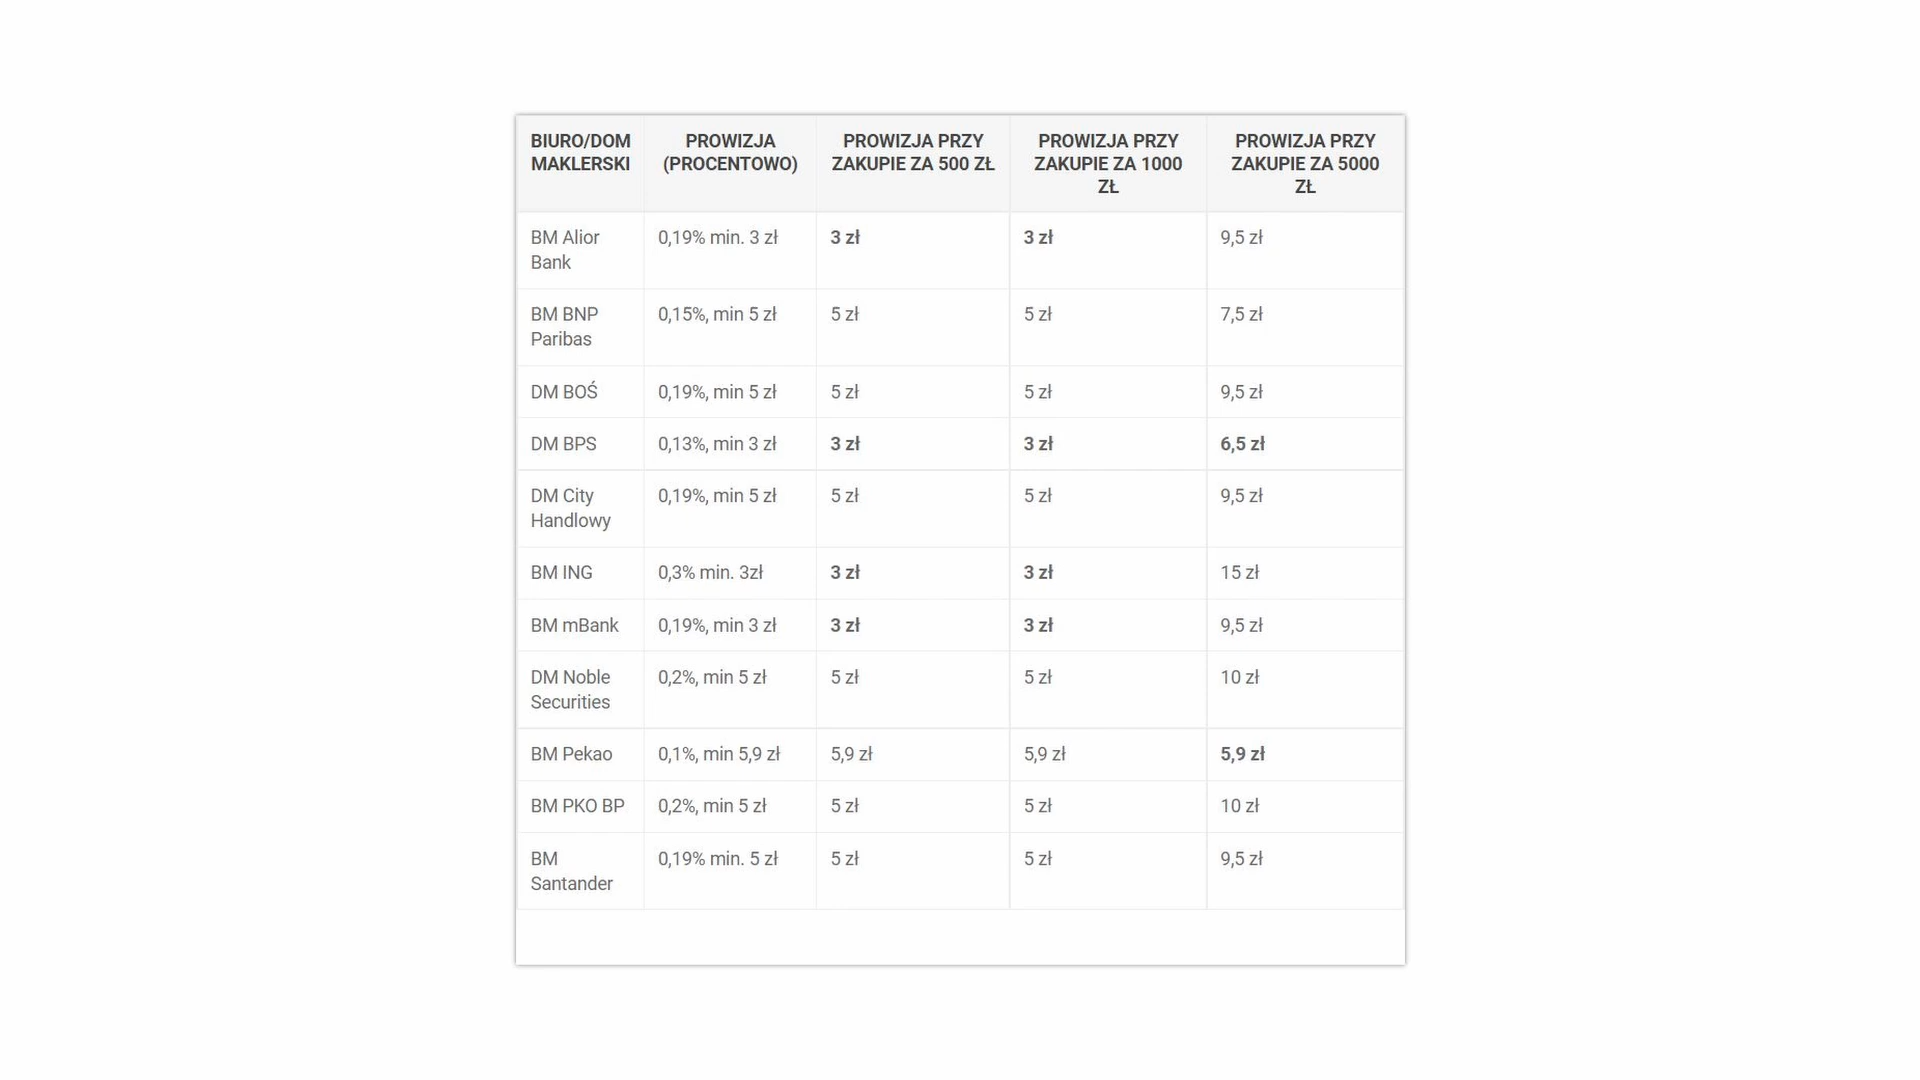 BIURO/DOM MAKLERSKI	PROWIZJA (PROCENTOWO)	PROWIZJA PRZY ZAKUPIE ZA 500 ZŁ	PROWIZJA PRZY ZAKUPIE ZA 1000 ZŁ	PROWIZJA PRZY ZAKUPIE ZA 5000 ZŁ
BM Alior Bank	0,19% min. 3 zł	3 zł	3 zł	9,5 zł
BM BNP Paribas	0,15%, min 5 zł	5 zł	5 zł	7,5 zł
DM BOŚ	0,19%, min 5 zł	5 zł	5 zł	9,5 zł
DM BPS	0,13%, min 3 zł	3 zł	3 zł	6,5 zł
DM City Handlowy	0,19%, min 5 zł	5 zł	5 zł	9,5 zł
BM ING	0,3% min. 3zł	3 zł	3 zł	15 zł
BM mBank	0,19%, min 3 zł	3 zł	3 zł	9,5 zł
DM Noble Securities	0,2%, min 5 zł	5 zł	5 zł	10 zł
BM Pekao	0,1%, min 5,9 zł	5,9 zł	5,9 zł	5,9 zł
BM PKO BP	0,2%, min 5 zł	5 zł	5 zł	10 zł
BM Santander	0,19% min. 5 zł	5 zł	5 zł	9,5 zł